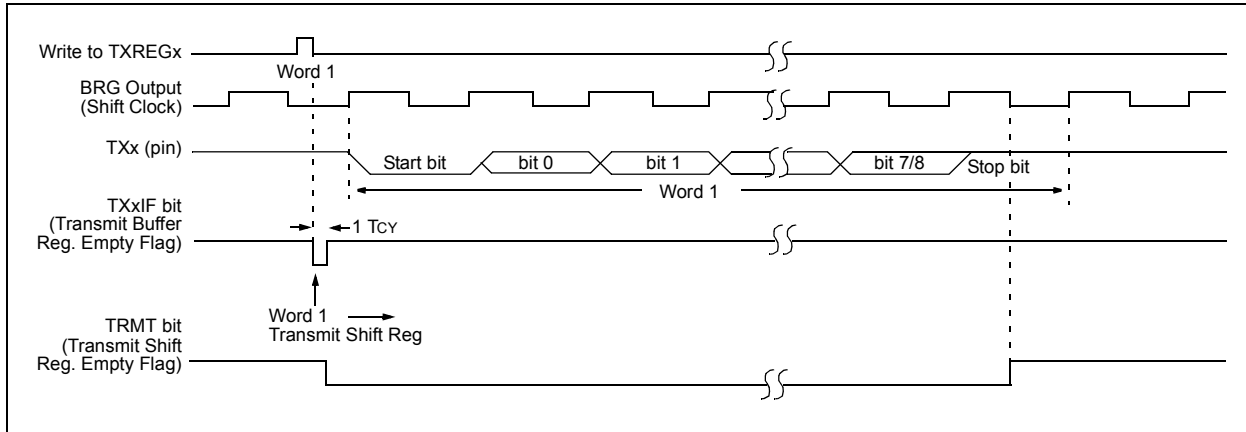 Write to TXREGx
Word 1
BRG Output
(Shift Clock)
TXx (pin)
Start bit
bit 0
bit 1
bit 7/8
Stop bit
Word 1
TXxIF bit
(Transmit Buffer
Reg. Empty Flag)
1 TCY
Word 1
Transmit Shift Reg
TRMT bit
(Transmit Shift
Reg. Empty Flag)